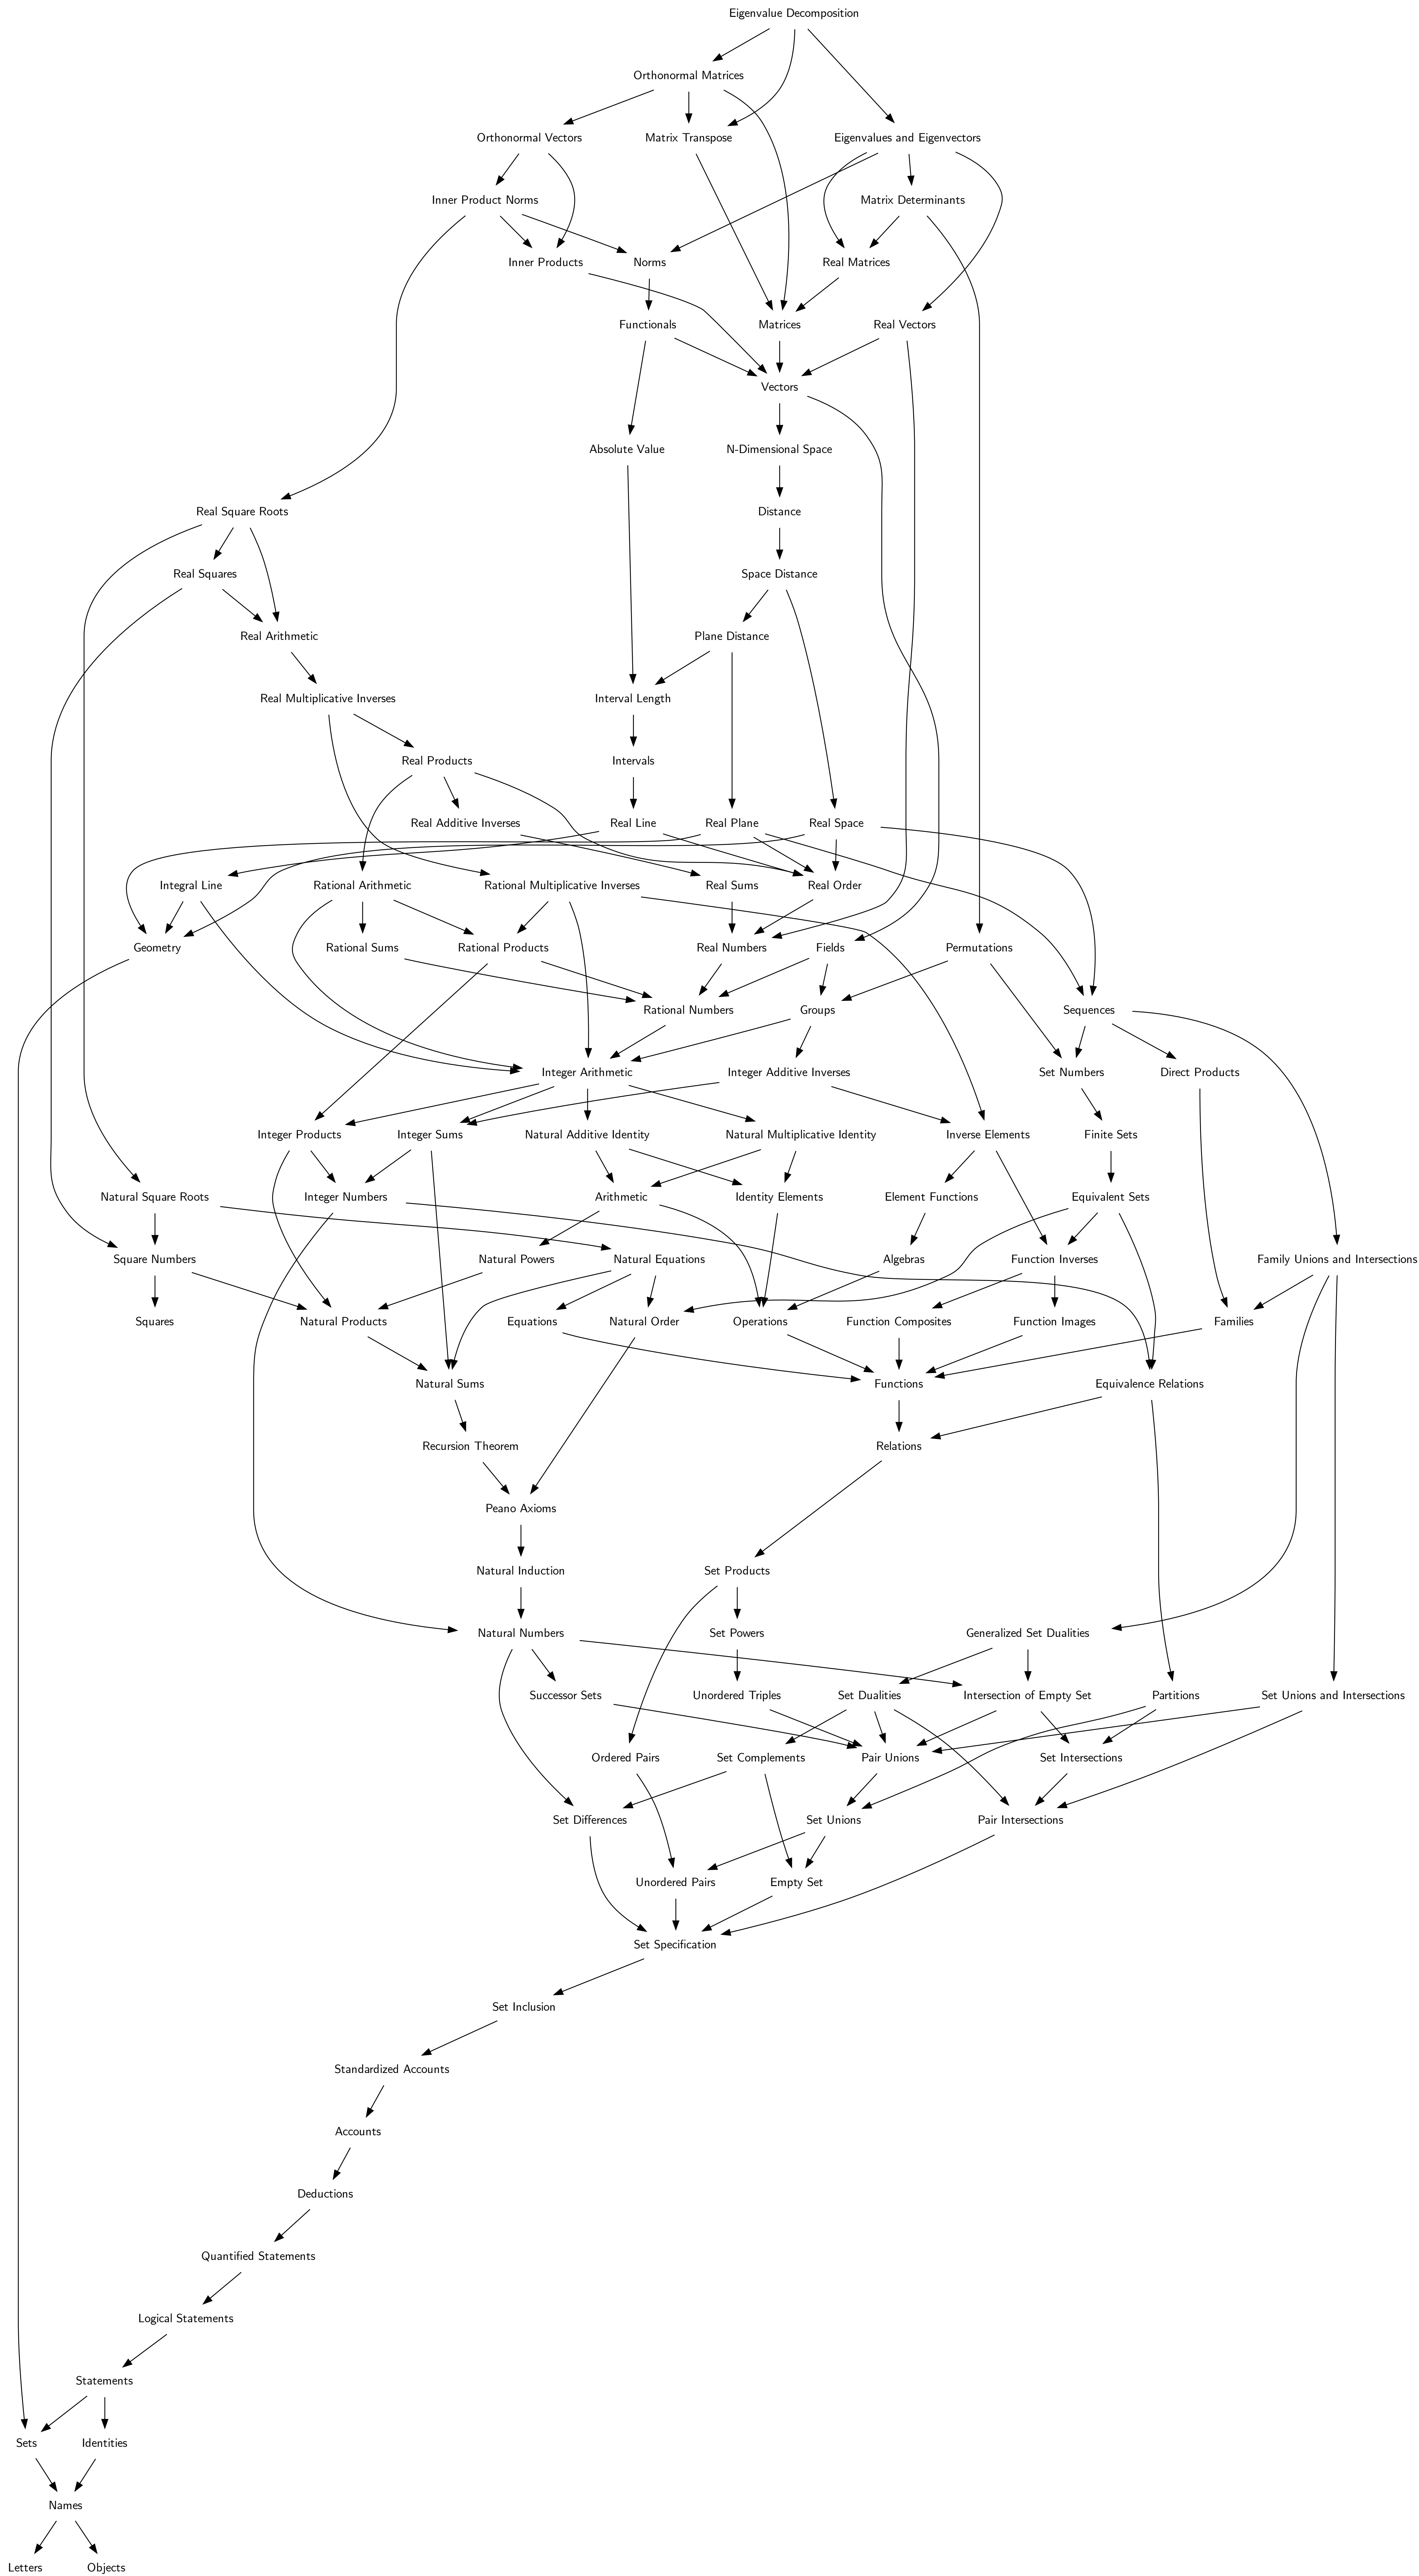 Eigenvalue Decomposition
Orthonormal Matrices
Orthonormal Vectors
Matrix Transpose
Eigenvalues and Eigenvectors
Inner Product Norms
Matrix Determinants
Inner Products
Norms
Real Matrices
Functionals
Matrices
Real Vectors
Vectors
Absolute Value
N-Dimensional Space
Real Square Roots
Distance
Real Squares
Space Distance
Real Arithmetic
Plane Distance
Real Multiplicative Inverses
Interval Length
Real Products
Intervals
Real Additive Inverses
Real Line
Real Plane
Real Space
Integral Line
Rational Arithmetic
Rational Multiplicative Inverses
Real Sums
Real Order
Geometry
Rational Sums
Rational Products
Real Numbers
Fields
Permutations
Rational Numbers
Groups
Sequences
Integer Arithmetic
Integer Additive Inverses
Set Numbers
Direct Products
Integer Products
Integer Sums
Natural Additive Identity
Natural Multiplicative Identity
Inverse Elements
Finite Sets
Natural Square Roots
Integer Numbers
Arithmetic
Identity Elements
Element Functions
Equivalent Sets
Square Numbers
Natural Powers
Natural Equations
Algebras
Function Inverses
Family Unions and Intersections
Squares
Natural Products
Equations
Natural Order
Operations
Function Composites
Function Images
Families
Natural Sums
Functions
Equivalence Relations
Recursion Theorem
Relations
Peano Axioms
Natural Induction
Set Products
Natural Numbers
Set Powers
Generalized Set Dualities
Successor Sets
Unordered Triples
Set Dualities
Intersection of Empty Set
Partitions
Set Unions and Intersections
Ordered Pairs
Set Complements
Pair Unions
Set Intersections
Set Differences
Set Unions
Pair Intersections
Unordered Pairs
Empty Set
Set Specification
Set Inclusion
Standardized Accounts
Accounts
Deductions
Quantified Statements
Logical Statements
Statements
Sets
Identities
Names
Letters
Objects